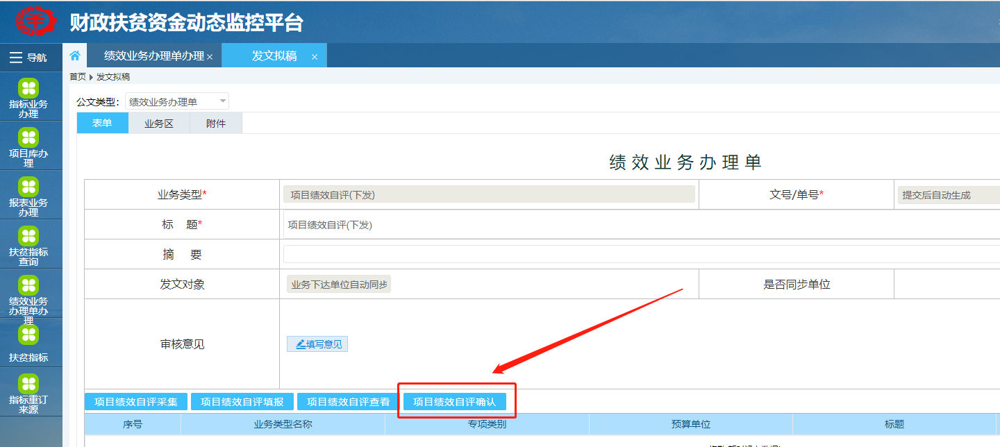 财政扶贫资金动态监控平台
导航
绩效业务办理单办理 × 发文拟稿 ×
首页 发文拟稿
指标业务
办理
项目库办
理
报表业务
办理
扶贫指标
查询
绩效业务
办理单办
理
扶贫指标
指标重订
来源
公文类型: 绩效业务办理单
表单 业务区 附件
绩效业务办理单
业务类型* 项目绩效自评(下发) 文号/单号* 提交后自动生成
标 题* 项目绩效自评(下发)
摘 要
发文对象 业务下达单位自动同步 是否同步单位
审核意见 填写意见
项目绩效自评采集 项目绩效自评填报 项目绩效自评查看 项目绩效自评确认
序号 业务类型名称 专项类别 预算单位 标题